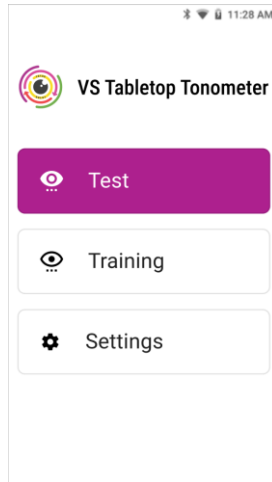 11:28 AM
VS Tabletop Tonometer
Test
Training
Settings